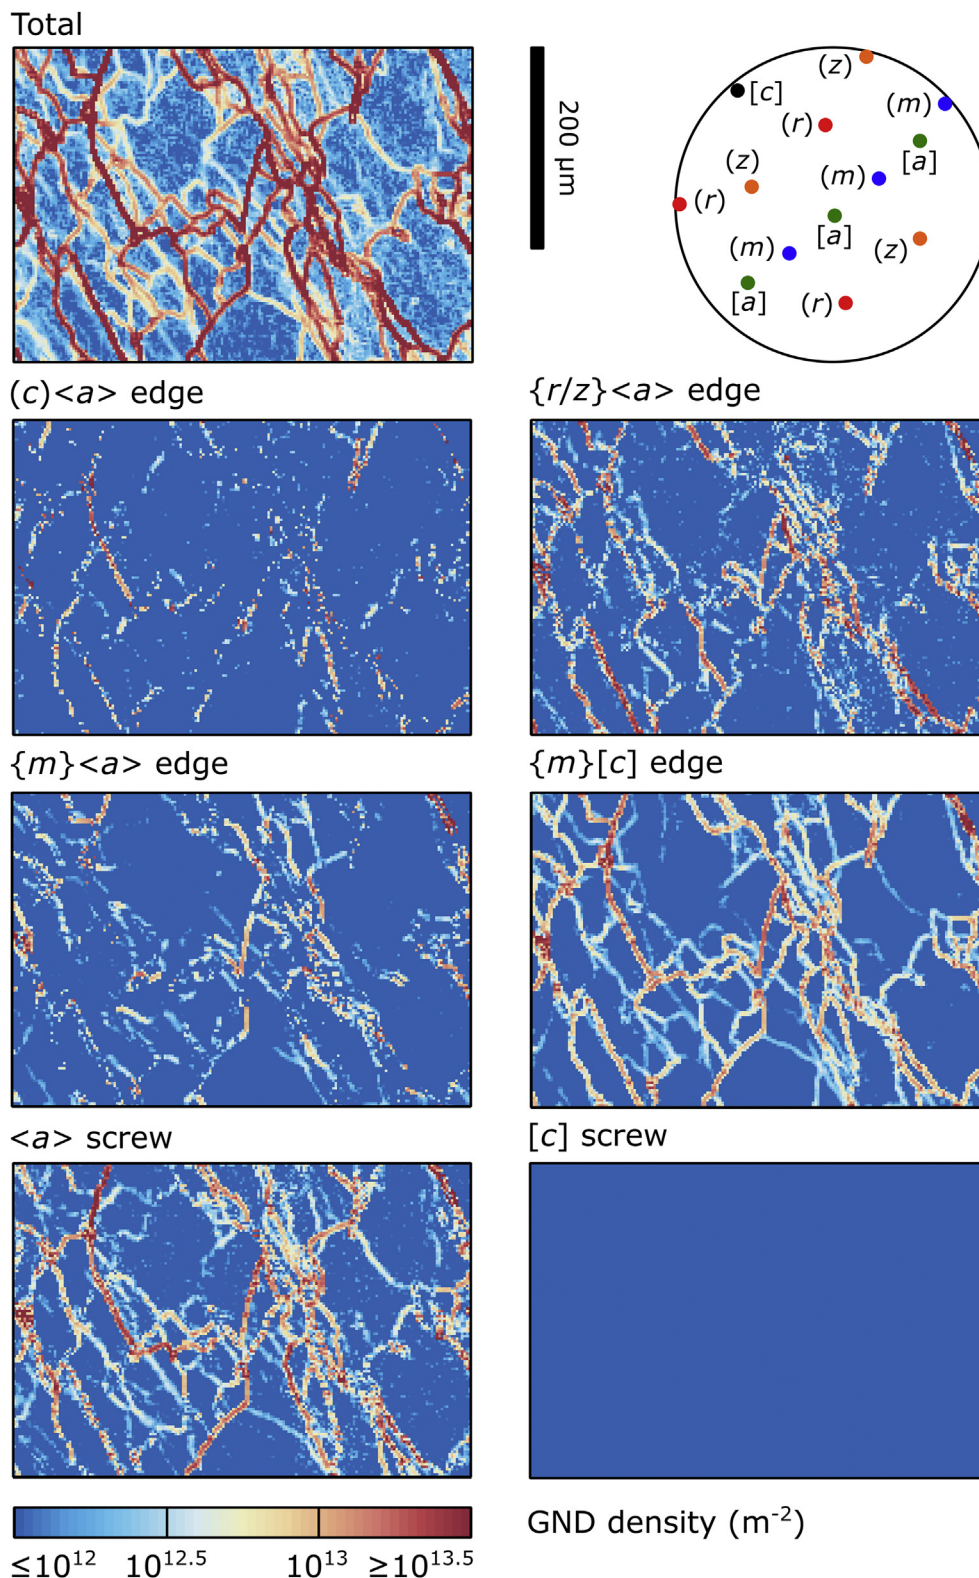 Total
200 μm
(z)
[c]
(m)
(r)
[a]
(z)
(m)
(r)
[a]
(m)
(z)
[a]
(r)
(c)<a> edge
{r/z}<a> edge
{m}<a> edge
{m}[c] edge
<a> screw
[c] screw
≤10¹² 10¹²·⁵ 10¹³ ≥10¹³·⁵
GND density (m⁻²)